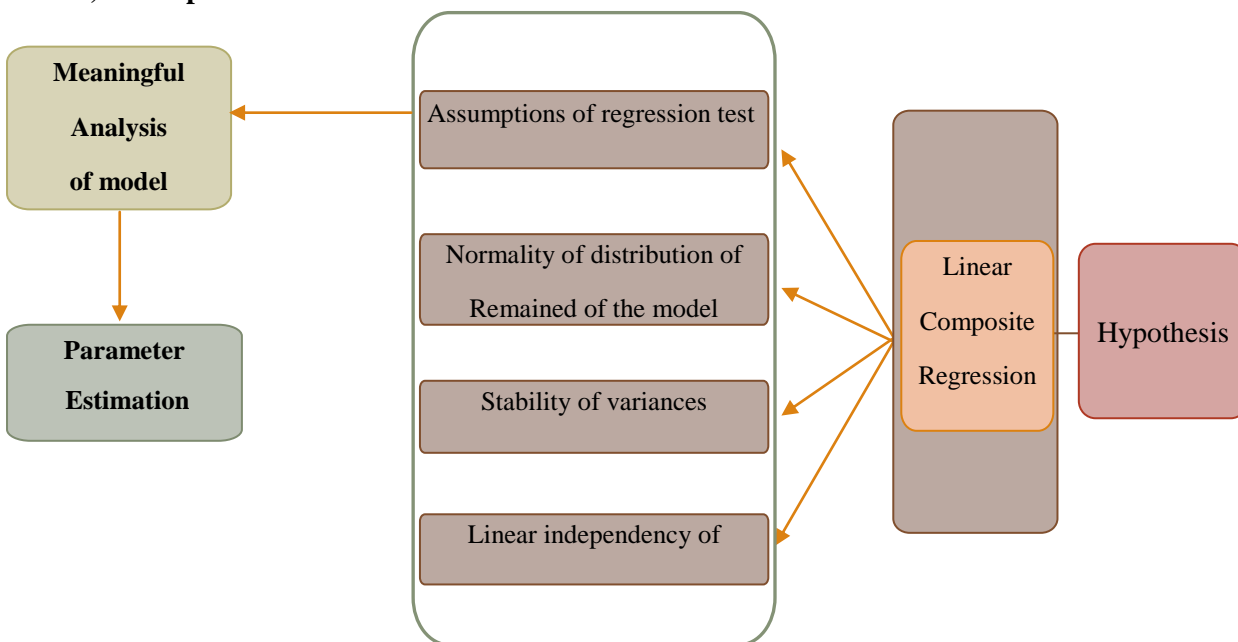 Meaningful
Analysis
of model
Parameter
Estimation
Assumptions of regression test
Normality of distribution of
Remained of the model
Stability of variances
Linear independency of
Linear
Composite
Regression
Hypothesis